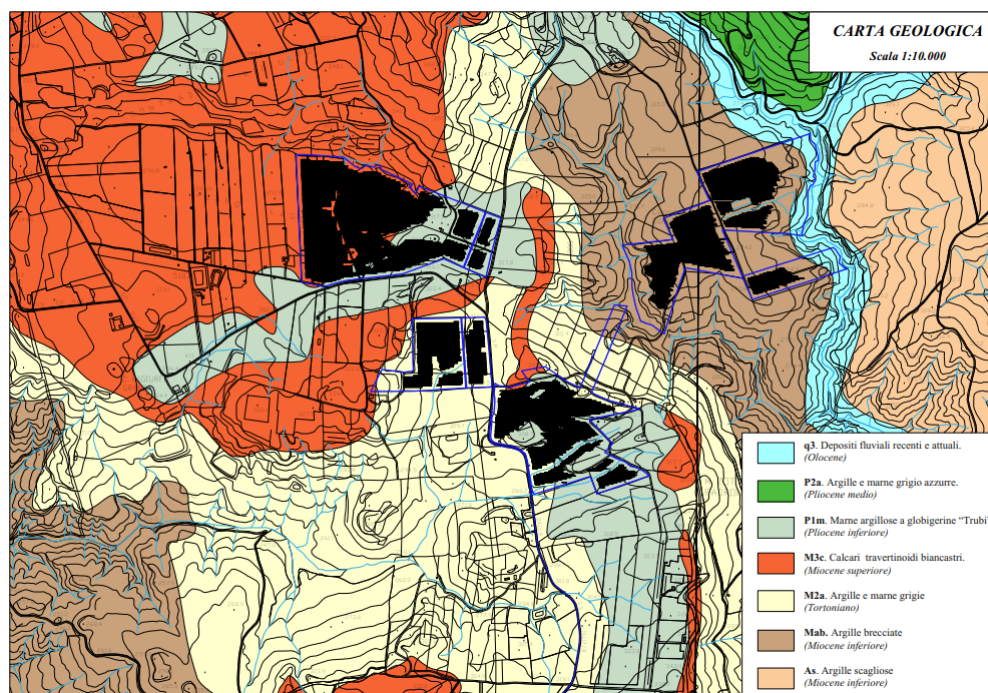 CARTA GEOLOGICA
Scala 1:10.000
q3. Depositi fluviali recenti e attuali.
(Olocene)
P2a. Argille e marne grigio azzurre.
(Pliocene medio)
P1m. Marne argillose a globigerine “Trubi”
(Pliocene inferiore)
M3c. Calcari travertinoidi biancastri.
(Miocene superiore)
M2a. Argille e marne grigie
(Tortoniano)
Mab. Argille brecciate
(Miocene inferiore)
As. Argille scagliose
(Miocene inferiore)